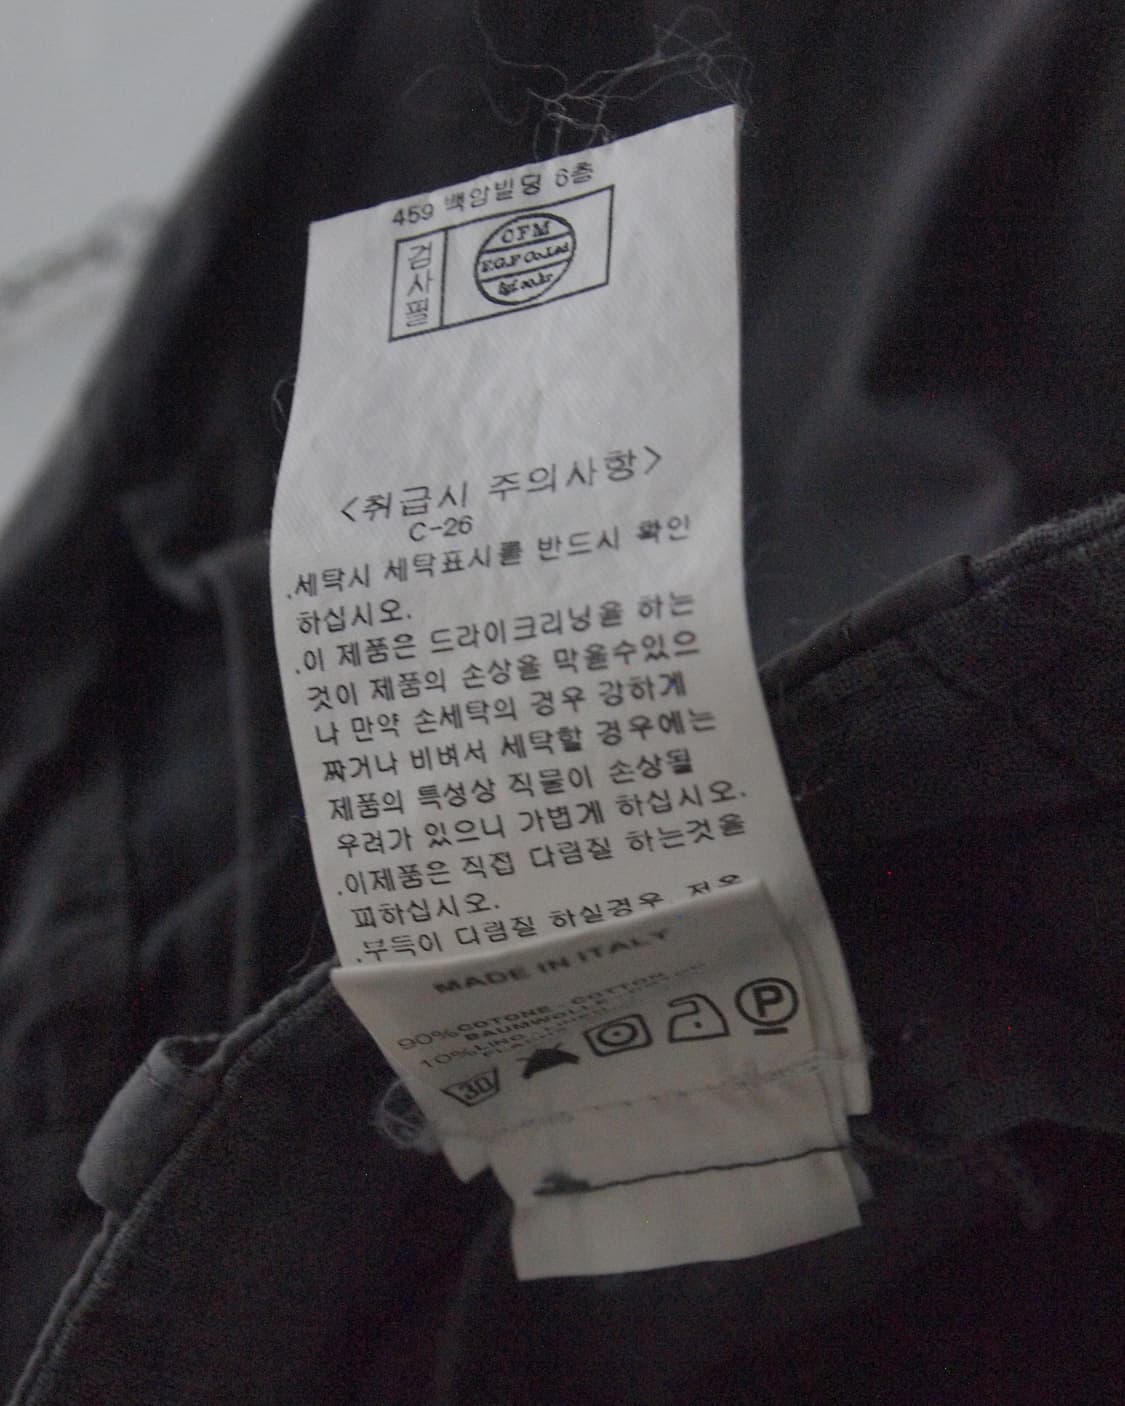 459 백암빌딩 6층
검사필
CFM
E.G.F Co.Ltd
<취급시 주의사항>
C-26
.세탁시 세탁표시를 반드시 확인
하십시오.
.이 제품은 드라이크리닝을 하는
것이 제품의 손상을 막을수있으
나 만약 손세탁의 경우 강하게
짜거나 비벼서 세탁할 경우에는
제품의 특성상 직물이 손상될
우려가 있으니 가볍게 하십시오.
.이제품은 직접 다림질 하는것을
피하십시오.
.부득이 다림질 하실경우, 저온
MADE IN ITALY
90%COTONE-COTTON
BAUMWOLLE
10%LINO
30
P